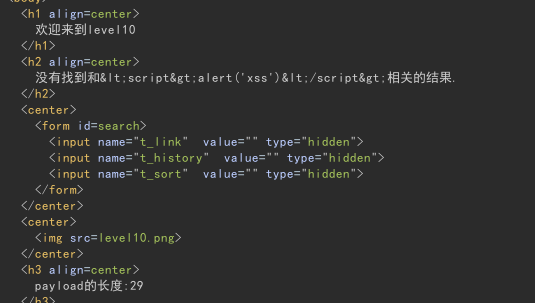 <body>
<h1 align=center>
欢迎来到level10
</h1>
<h2 align=center>
没有找到和&lt;script&gt;alert('xss')&lt;/script&gt;相关的结果.
</h2>
<center>
<form id=search>
<input name="t_link"  value="" type="hidden">
<input name="t_history"  value="" type="hidden">
<input name="t_sort"  value="" type="hidden">
</form>
</center>
<center>
<img src=level10.png>
</center>
<h3 align=center>
payload的长度:29
</h3>